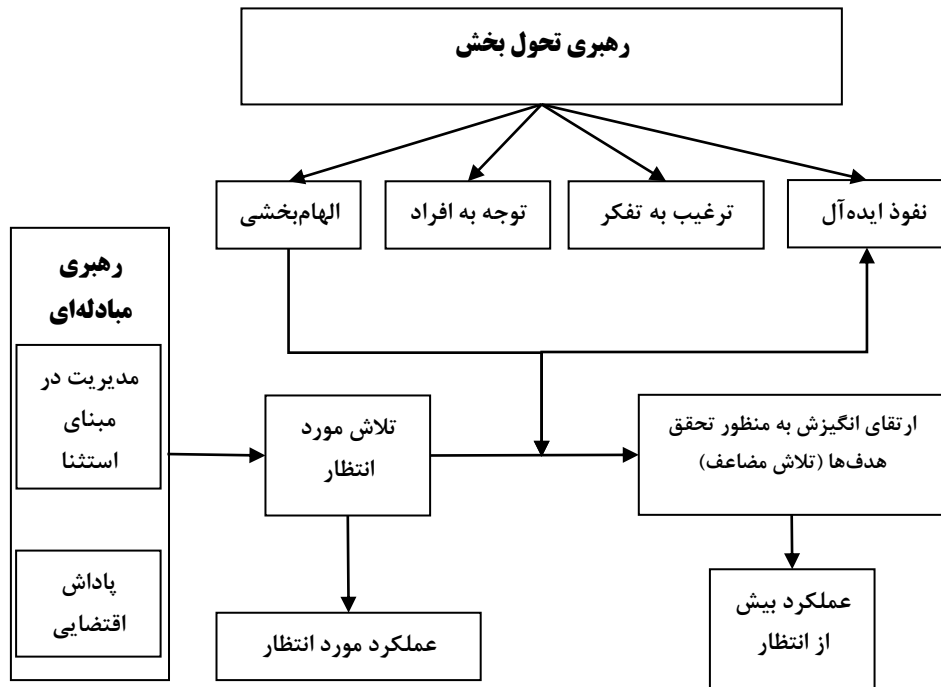 رهبری تحول بخش
نفوذ ایده‌آل
ترغیب به تفکر
توجه به افراد
الهام‌بخشی
رهبری
مبادله‌ای
مدیریت در
مبنای
استثنا
پاداش
اقتضایی
تلاش مورد
انتظار
ارتقای انگیزش به منظور تحقق
هدف‌ها (تلاش مضاعف)
عملکرد مورد انتظار
عملکرد بیش
از انتظار